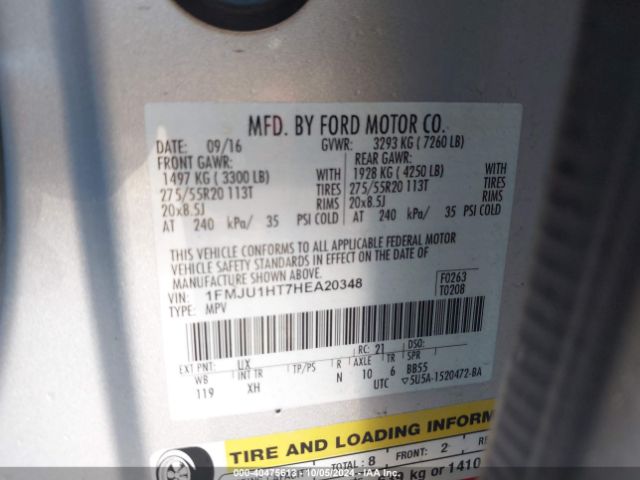 MFD. BY FORD MOTOR CO.
DATE: 09/16 GVWR: 3293 KG ( 7260 LB)
FRONT GAWR: REAR GAWR:
1497 KG ( 3300 LB) WITH 1928 KG ( 4250 LB) WITH
275/55R20 113T TIRES 275/55R20 113T TIRES
20x8.5J RIMS 20x8.5J RIMS
AT 240 kPa/ 35 PSI COLD AT 240 kPa/ 35 PSI COLD
THIS VEHICLE CONFORMS TO ALL APPLICABLE FEDERAL MOTOR
VEHICLE SAFETY STANDARDS IN EFFECT ON THE DATE OF
MANUFACTURE SHOWN ABOVE.
VIN: 1FMJU1HT7HEA20348 F0263
TYPE: MPV T0208
RC: 21 DSO:
EXT PNT: UX
WB INT TR TP/PS R AXLE TR SPR
119 XH N 10 6 BB55
UTC ▽5U5A-1520472-BA
TIRE AND LOADING INFORM
TOTAL: 8 FRONT: 2
kg or 1410
40475613 - 10/05/2024 - IAAI.com